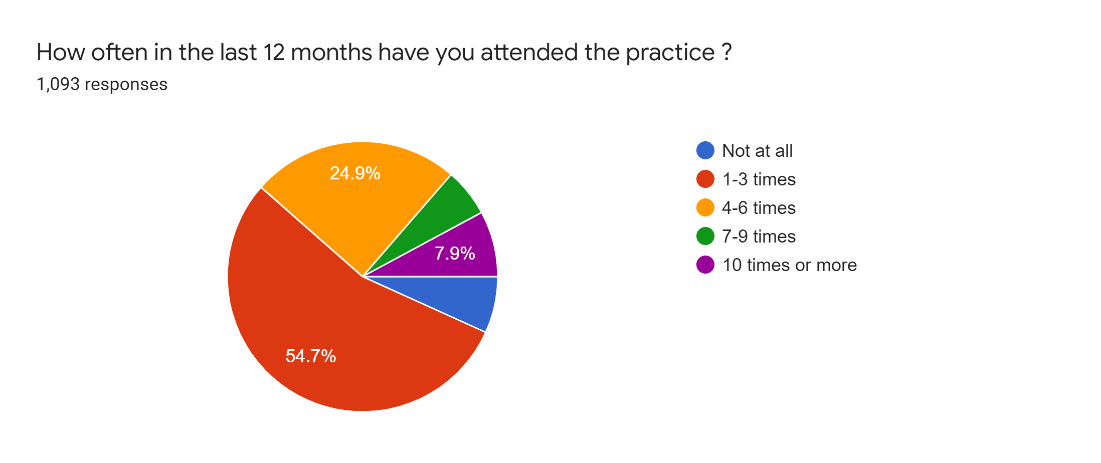 How often in the last 12 months have you attended the practice ?
1,093 responses
24.9%
7.9%
54.7%
Not at all
1-3 times
4-6 times
7-9 times
10 times or more